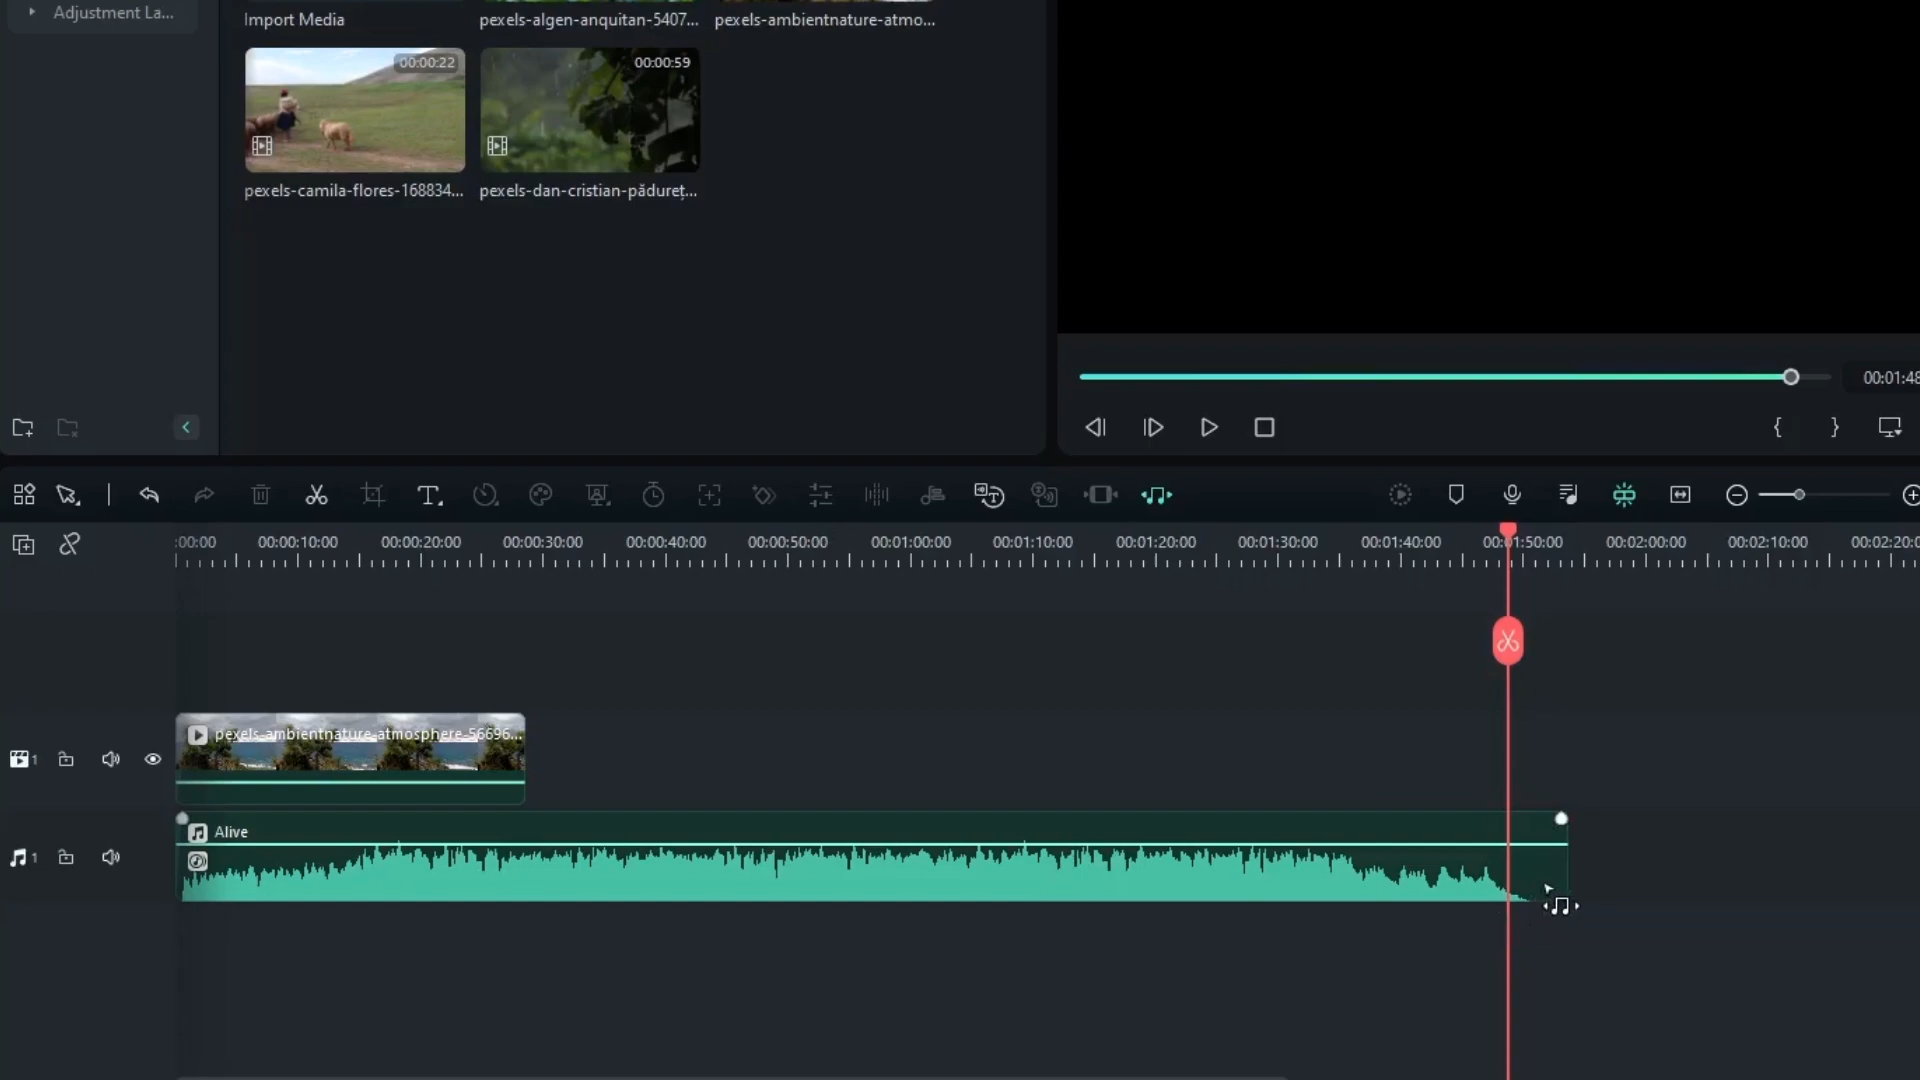 Adjustment La...
Import Media
pexels-algen-anquitan-5407...
pexels-ambientnature-atmo...
00:00:22
00:00:59
pexels-camila-flores-168834...
pexels-dan-cristian-pădureț...
00:01:48
:00:00 00:00:10:00 00:00:20:00 00:00:30:00 00:00:40:00 00:00:50:00 00:01:00:00 00:01:10:00 00:01:20:00 00:01:30:00 00:01:40:00 00:01:50:00 00:02:00:00 00:02:10:00 00:02:20:0
pexels-ambientnature-atmosphere-56696...
1
Alive
1